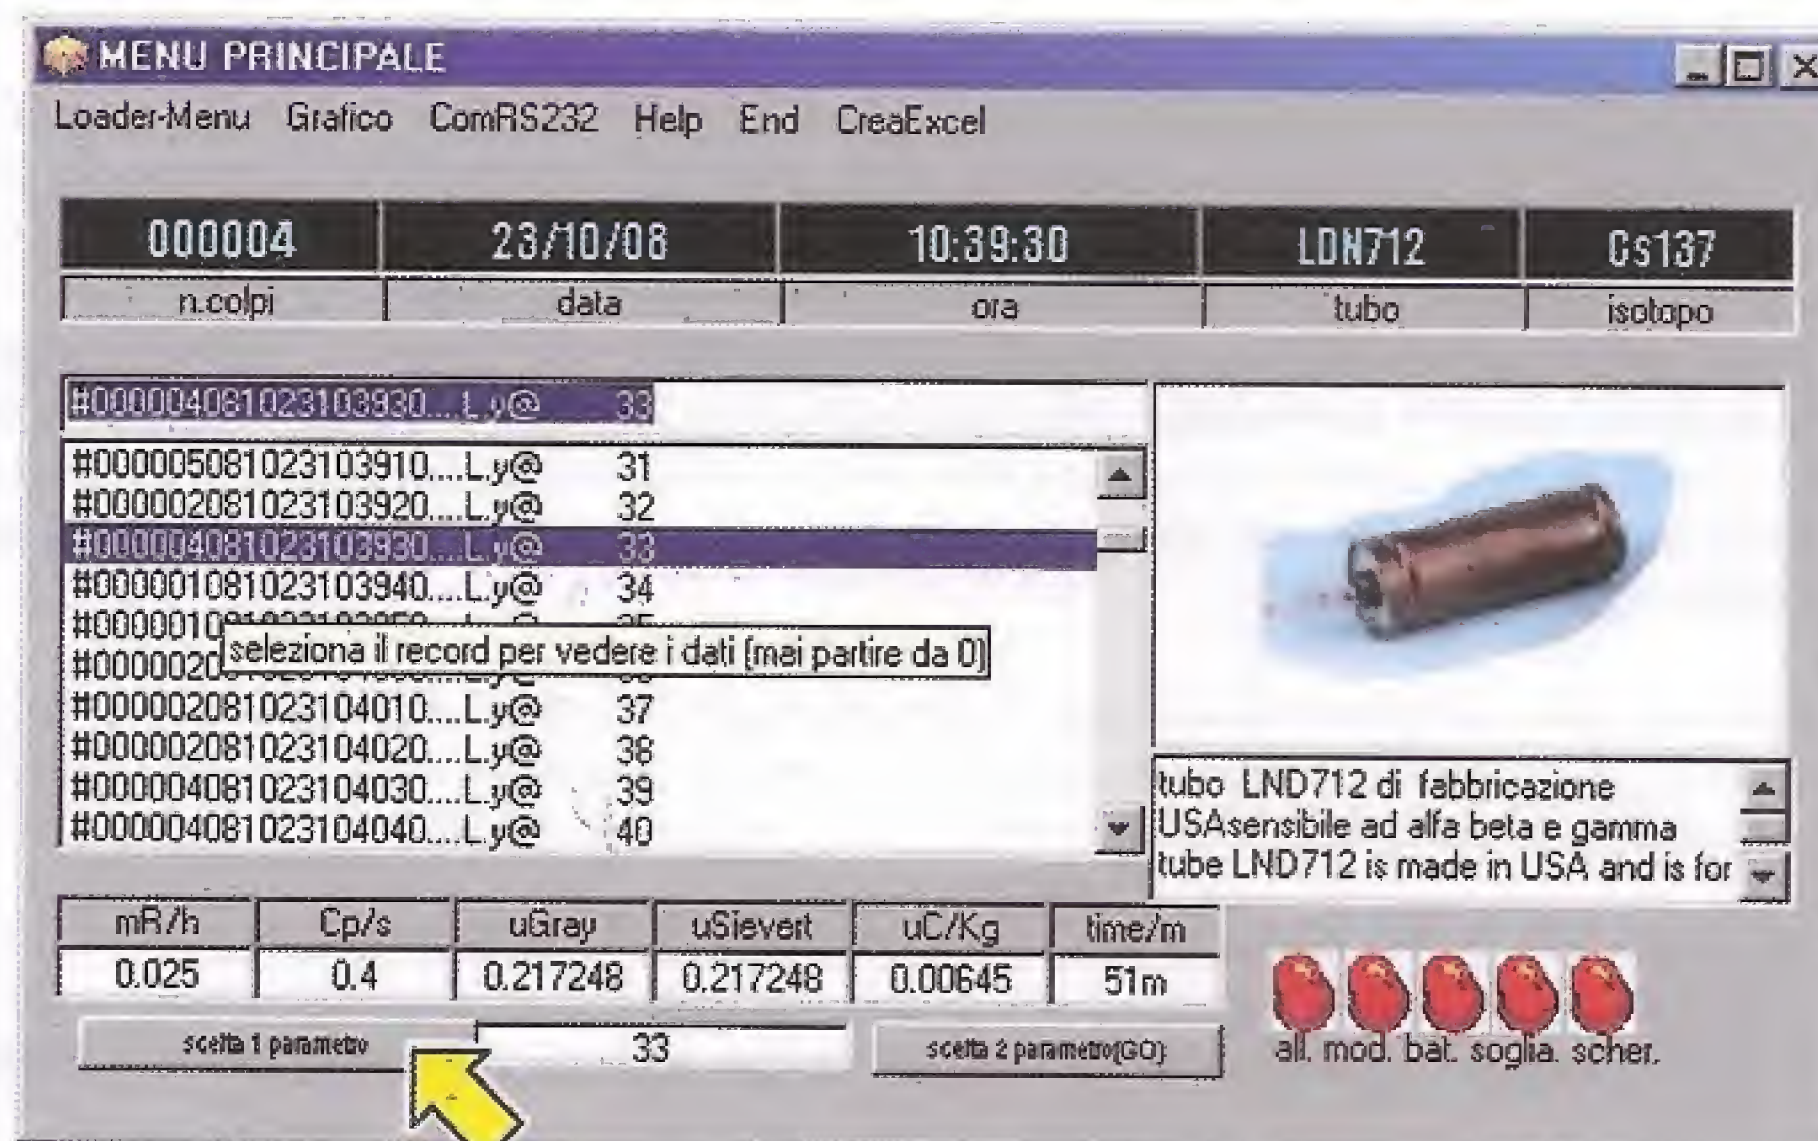 MENU PRINCIPALE
Loader-Menu Grafico ComRS232 Help End CreaExcel
000004 23/10/08 10:39:30 LDN712 Cs137
n.colpi data ora tubo isotopo
#000004081023103930....L.y@ 33
#000005081023103910....L.y@ 31
#000002081023103920....L.y@ 32
#000004081023103930....L.y@ 33
#000001081023103940....L.y@ 34
seleziona il record per vedere i dati (mai partire da 0)
#000002081023104010....L.y@ 37
#000002081023104020....L.y@ 38
#000004081023104030....L.y@ 39
#000004081023104040....L.y@ 40
tubo LND712 di fabbricazione
USAsensibile ad alfa beta e gamma
tube LND712 is made in USA and is for
mR/h Cp/s uGray uSievert uC/Kg time/m
0.025 0.4 0.217248 0.217248 0.00645 51m
scelta 1 parametro 33 scelta 2 parametro(GO)
all. mod. bat. soglia. scher.